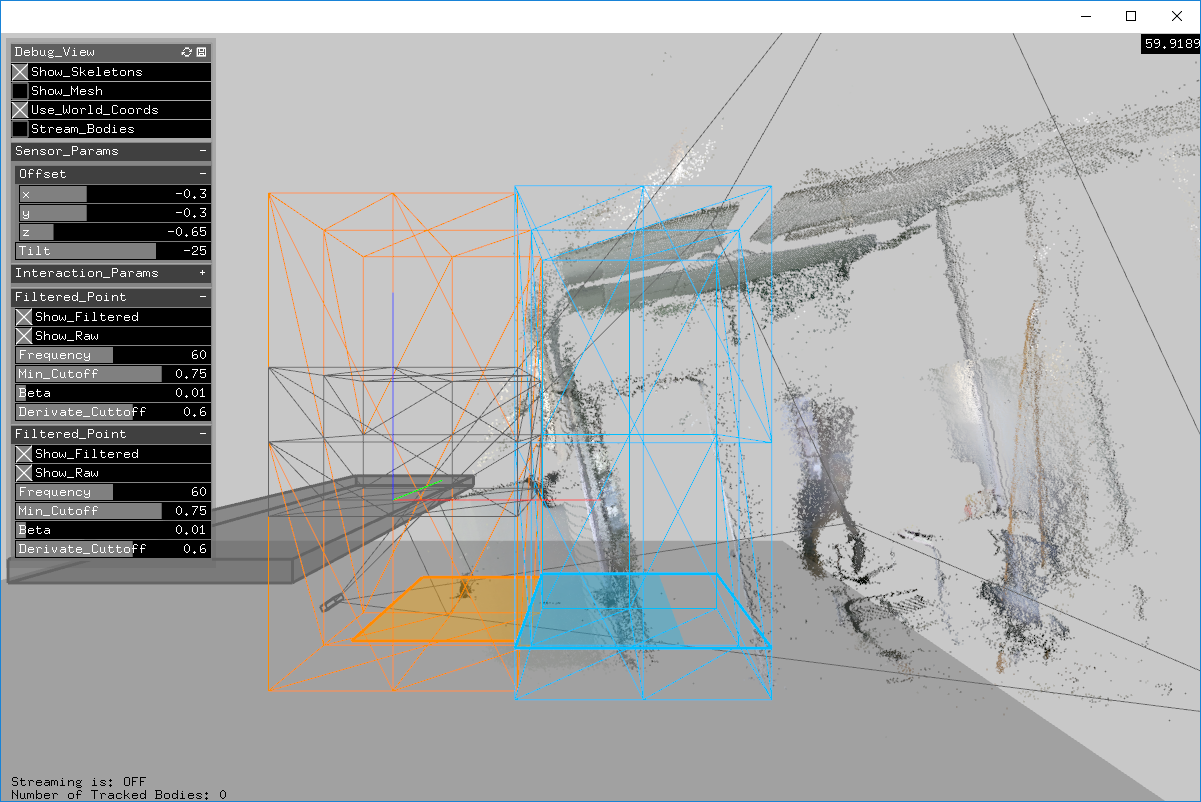 59.9189
Debug_View
Show_Skeletons
Show_Mesh
Use_World_Coords
Stream_Bodies
Sensor_Params -
Offset -
x -0.3
y -0.3
z -0.65
Tilt -25
Interaction_Params +
Filtered_Point -
Show_Filtered
Show_Raw
Frequency 60
Min_Cutoff 0.75
Beta 0.01
Derivate_Cuttoff 0.6
Filtered_Point -
Show_Filtered
Show_Raw
Frequency 60
Min_Cutoff 0.75
Beta 0.01
Derivate_Cuttoff 0.6
Streaming is: OFF
Number of Tracked Bodies: 0